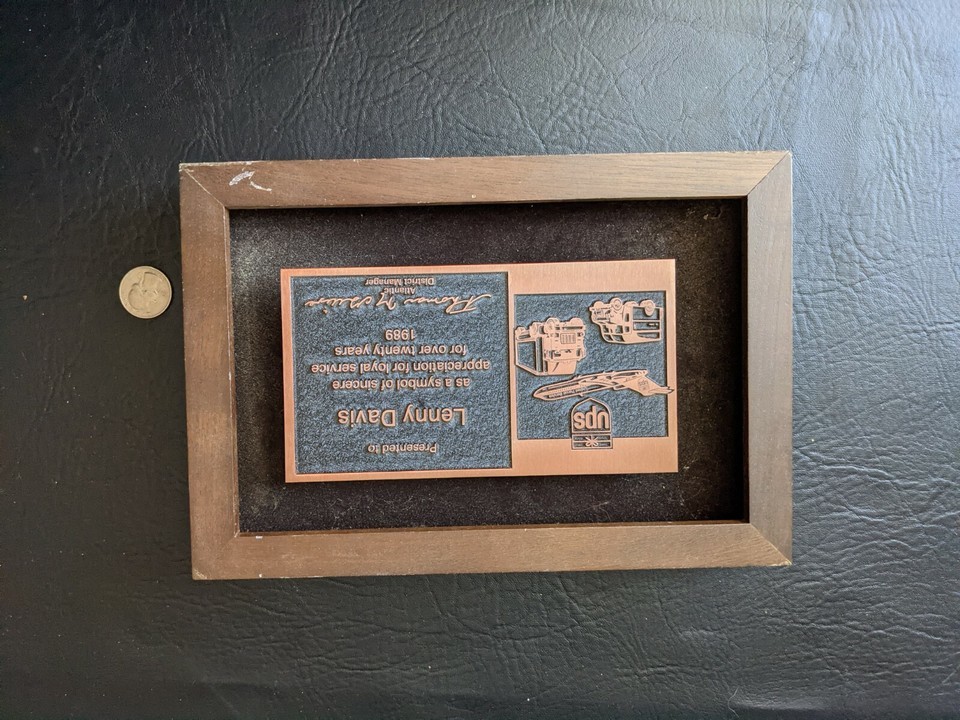 ups
Presented to
Lenny Davis
as a symbol of sincere
appreciation for loyal service
for over twenty years
1989
Atlantic
District Manager